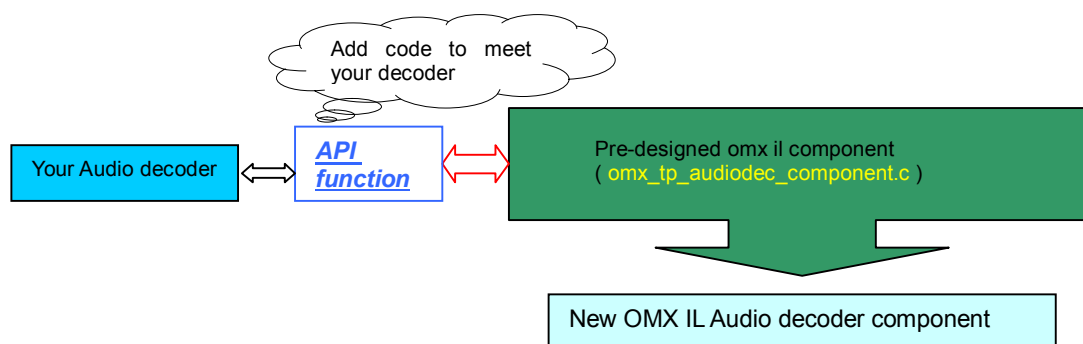 Add code to meet
your decoder
Your Audio decoder
API
function
Pre-designed omx il component
( omx_tp_audiodec_component.c )
New OMX IL Audio decoder component